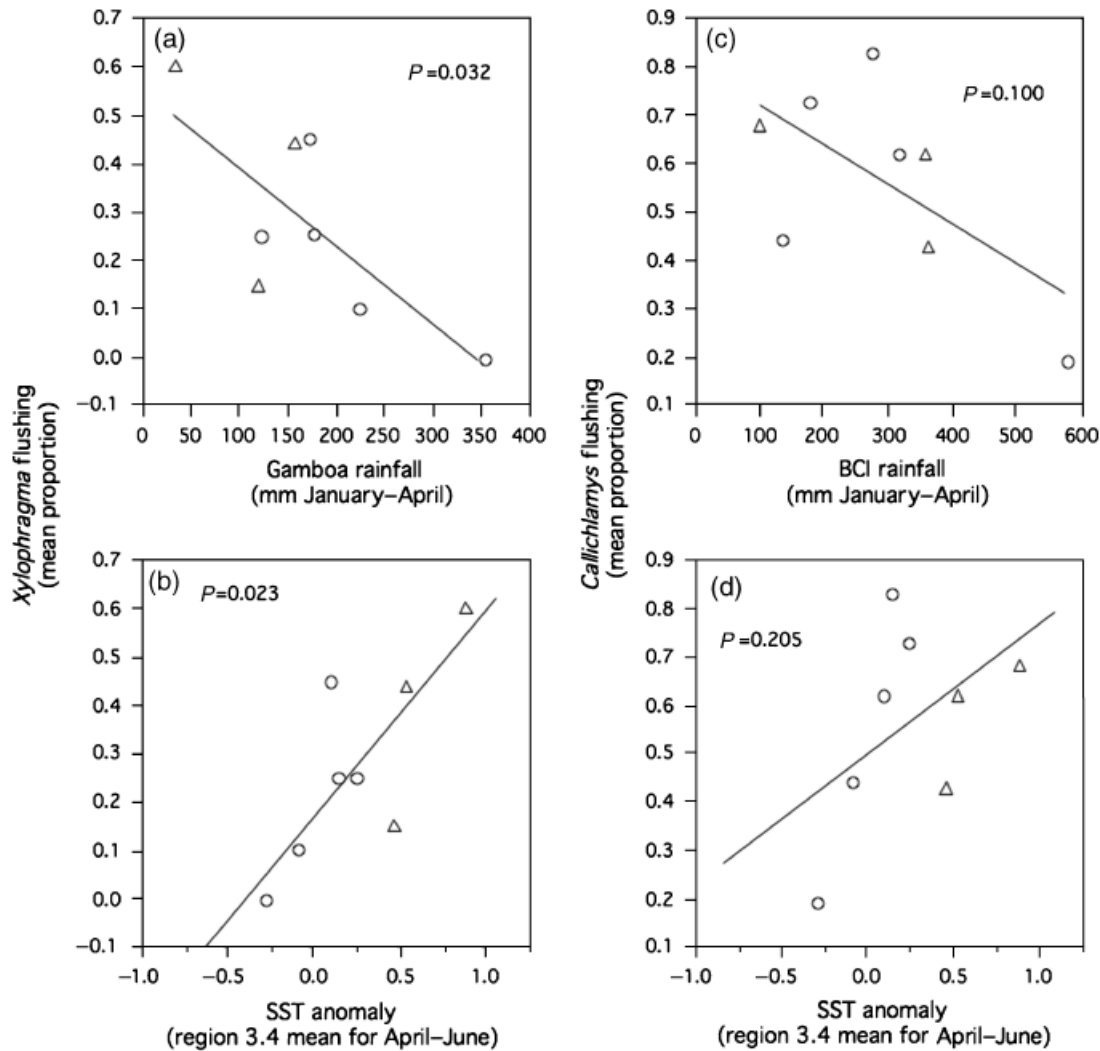 (a)
P=0.032
0.7
0.6
0.5
0.4
0.3
0.2
0.1
0.0
−0.1
0 50 100 150 200 250 300 350 400
Gamboa rainfall
(mm January−April)
(c)
P=0.100
0.9
0.8
0.7
0.6
0.5
0.4
0.3
0.2
0.1
0 100 200 300 400 500 600
BCI rainfall
(mm January−April)
Xylophragma flushing
(mean proportion)
Callichlamys flushing
(mean proportion)
(b)
P=0.023
0.7
0.6
0.5
0.4
0.3
0.2
0.1
0.0
−0.1
−1.0 0.0 0.5 1.0
SST anomaly
(region 3.4 mean for April−June)
(d)
P=0.205
0.9
0.8
0.7
0.6
0.5
0.4
0.3
0.2
0.1
−1.0 0.0 0.5 1.0
SST anomaly
(region 3.4 mean for April−June)